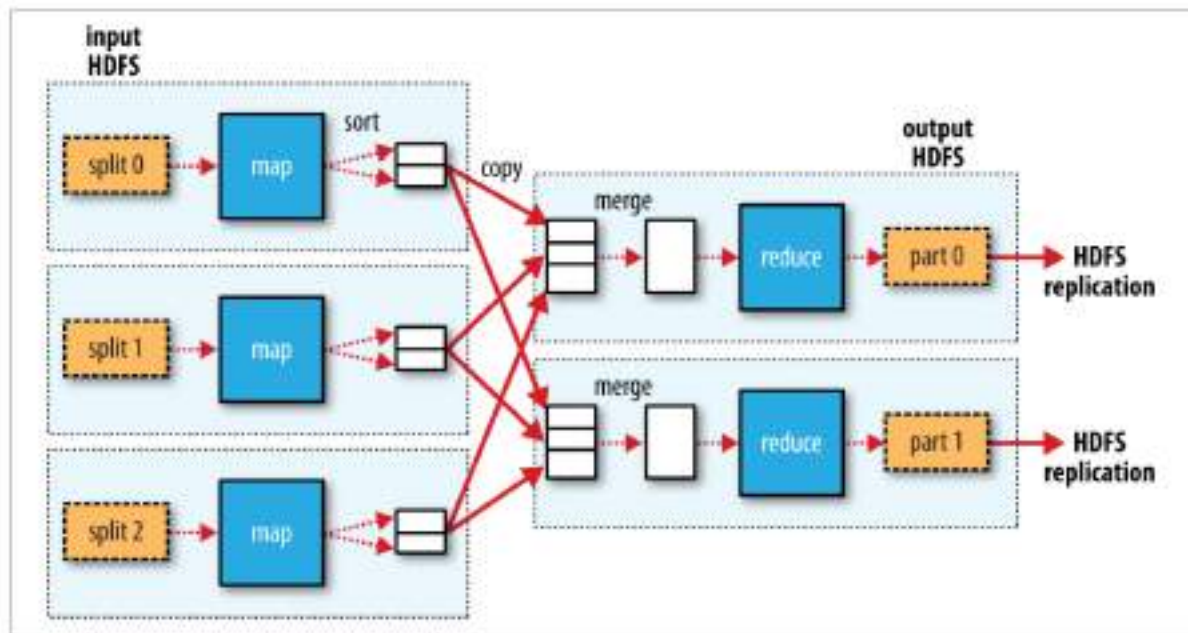 input
HDFS
split 0
map
sort
copy
split 1
map
split 2
map
output
HDFS
merge
reduce
part 0
HDFS
replication
merge
reduce
part 1
HDFS
replication